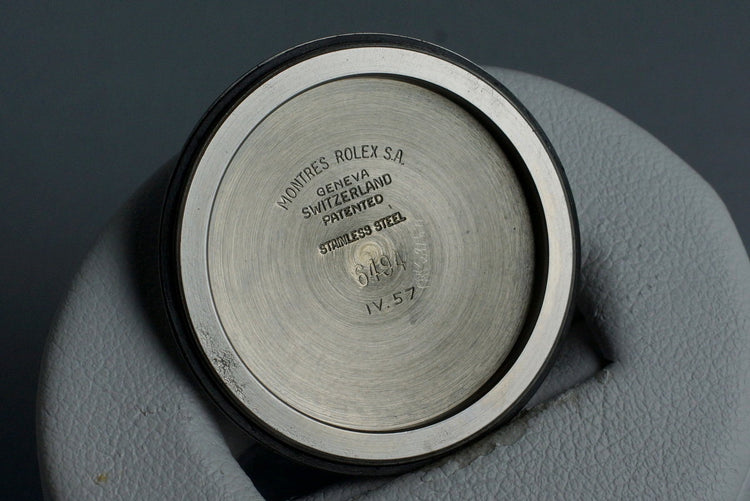 MONTRES ROLEX S.A.
GENEVA
SWITZERLAND
PATENTED
STAINLESS STEEL
6494
IV.57